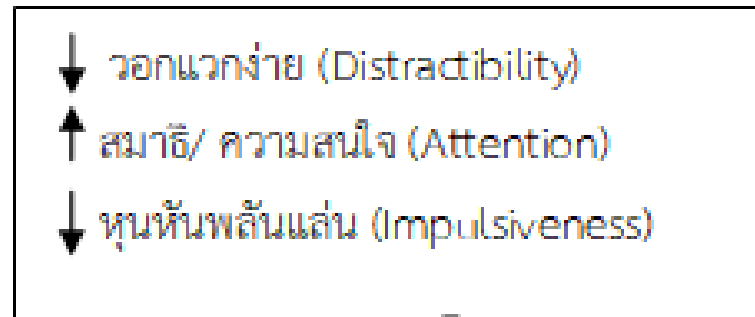 ↓ วอกแวกง่าย (Distractibility)
↑ สมาธิ/ ความสนใจ (Attention)
↓ หุนหันพลันแล่น (Impulsiveness)